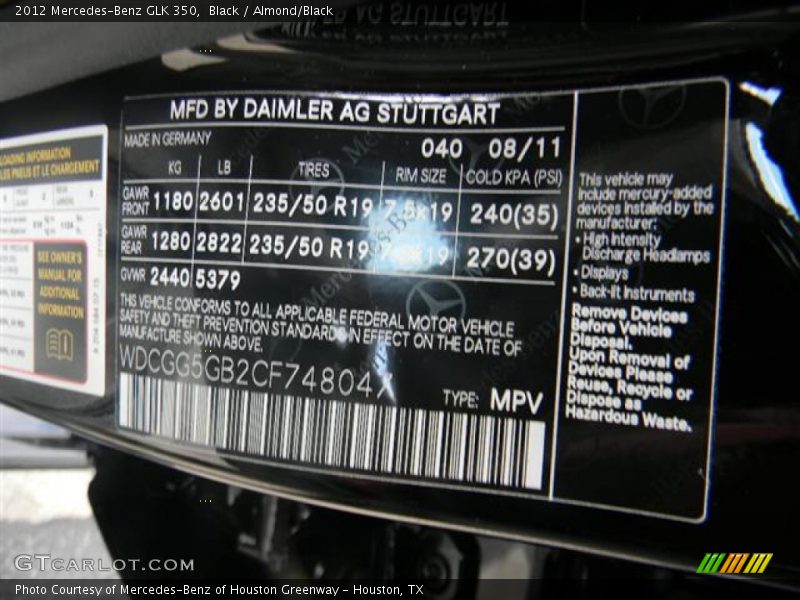 2012 Mercedes-Benz GLK 350,  Black / Almond/Black
MFD BY DAIMLER AG STUTTGART
MADE IN GERMANY
040 08/11
KG LB TIRES RIM SIZE COLD KPA (PSI)
GAWR FRONT 1180 2601 235/50 R19 7.5x19 240(35)
GAWR REAR 1280 2822 235/50 R19 270(39)
GVWR 2440 5379
THIS VEHICLE CONFORMS TO ALL APPLICABLE FEDERAL MOTOR VEHICLE
SAFETY AND THEFT PREVENTION STANDARDS IN EFFECT ON THE DATE OF
MANUFACTURE SHOWN ABOVE.
WDCGG5GB2CF74804X
TYPE: MPV
This vehicle may
include mercury-added
devices installed by the
manufacturer:
• High Intensity
Discharge Headlamps
• Displays
• Back-lit Instruments
Remove Devices
Before Vehicle
Disposal.
Upon Removal of
Devices Please
Reuse, Recycle or
Dispose as
Hazardous Waste.
LOADING INFORMATION
LES PNEUS ET LE CHARGEMENT
SEE OWNER'S
MANUAL FOR
ADDITIONAL
INFORMATION
GTCARLOT.COM
Photo Courtesy of Mercedes-Benz of Houston Greenway - Houston, TX